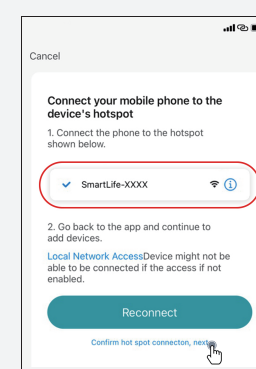 Cancel
Connect your mobile phone to the
device's hotspot
1. Connect the phone to the hotspot
shown below.
SmartLife-XXXX
2. Go back to the app and continue to
add devices.
Local Network AccessDevice might not be
able to be connected if the access if not
enabled.
Reconnect
Confirm hot spot connecton, next